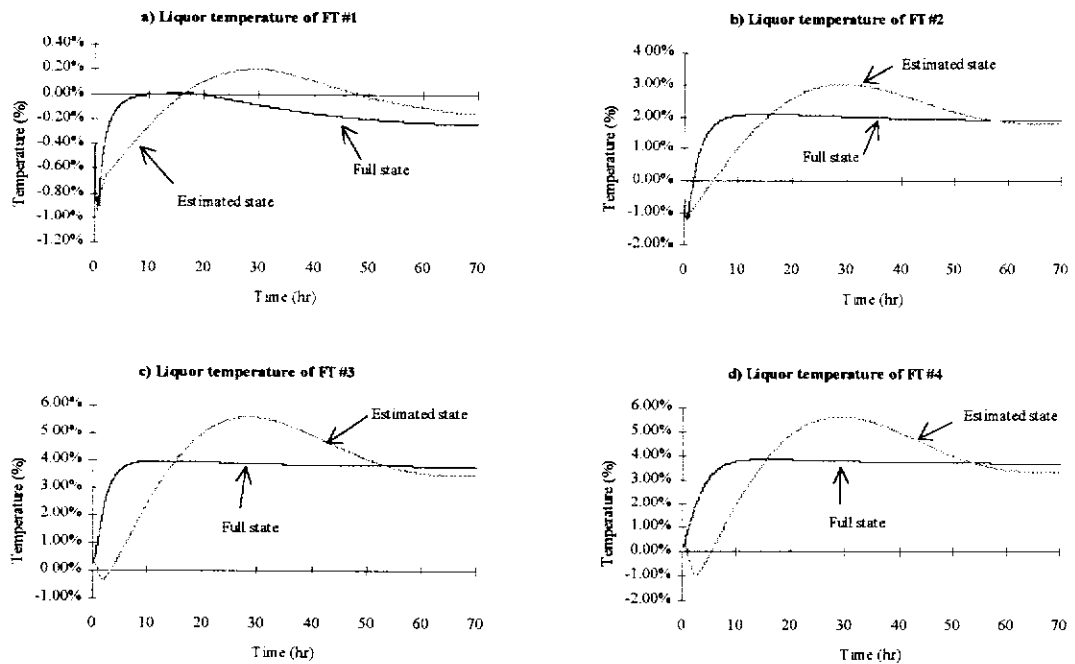 a) Liquor temperature of FT #1
Temperature (%)
0.40%
0.20%
0.00%
-0.20%
-0.40%
-0.60%
-0.80%
-1.00%
-1.20%
Full state
Estimated state
0 10 20 30 40 50 60 70
Time (hr)
b) Liquor temperature of FT #2
Temperature (%)
4.00%
3.00%
2.00%
1.00%
0.00%
-1.00%
-2.00%
Estimated state
Full state
0 10 20 30 40 50 60 70
Time (hr)
c) Liquor temperature of FT #3
Temperature (%)
6.00%
5.00%
4.00%
3.00%
2.00%
1.00%
0.00%
-1.00%
Estimated state
Full state
0 10 20 30 40 50 60 70
Time (hr)
d) Liquor temperature of FT #4
Temperature (%)
6.00%
5.00%
4.00%
3.00%
2.00%
1.00%
0.00%
-1.00%
-2.00%
Estimated state
Full state
0 10 20 30 40 50 60 70
Time (hr)